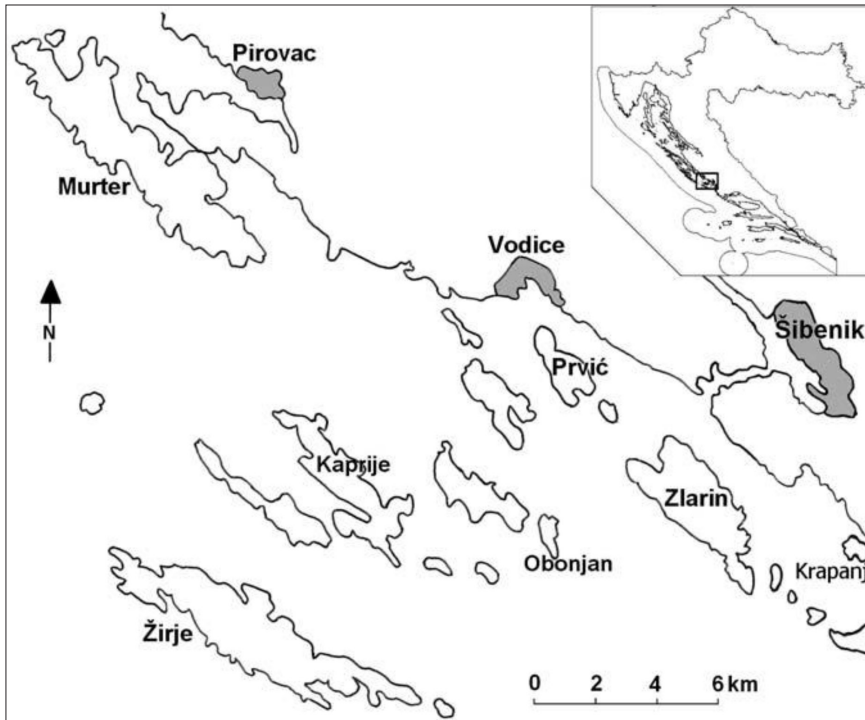 Pirovac
Murter
Vodice
N
Šibenik
Prvić
Kaprije
Zlarin
Obonjan
Krapanj
Žirje
0 2 4 6 km